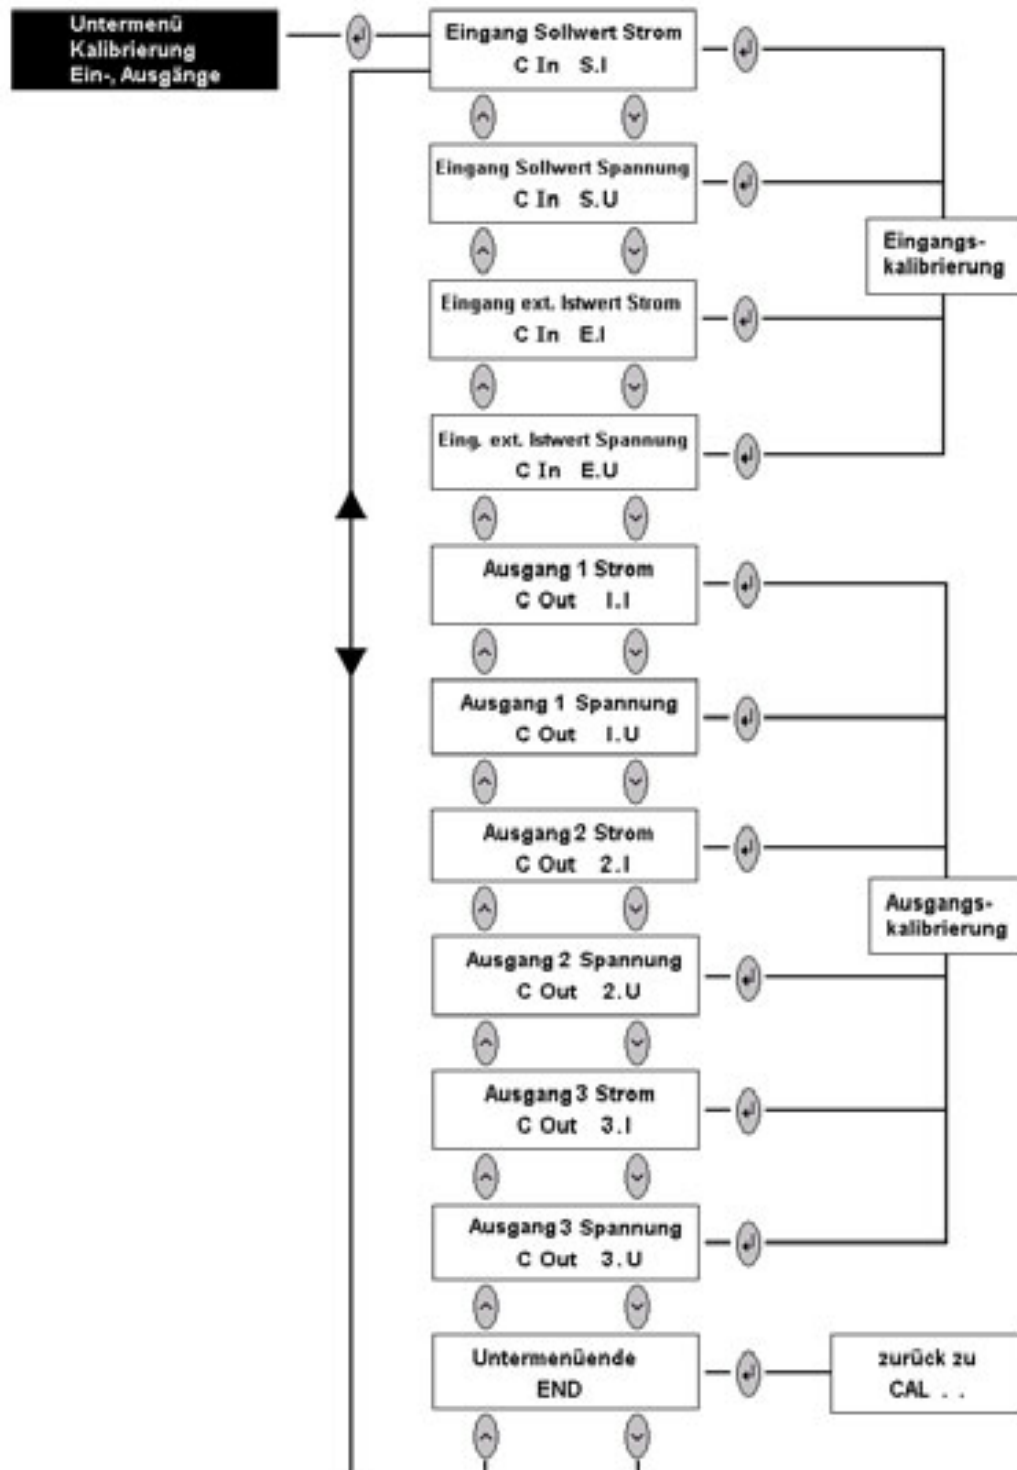 Untermenü
Kalibrierung
Ein-, Ausgänge
Eingang Sollwert Strom
C In S.I
Eingang Sollwert Spannung
C In S.U
Eingangs-
kalibrierung
Eingang ext. Istwert Strom
C In E.I
Eing. ext. Istwert Spannung
C In E.U
Ausgang 1 Strom
C Out I.I
Ausgang 1 Spannung
C Out I.U
Ausgang 2 Strom
C Out 2.I
Ausgangs-
kalibrierung
Ausgang 2 Spannung
C Out 2.U
Ausgang 3 Strom
C Out 3.I
Ausgang 3 Spannung
C Out 3.U
Untermenüende
END
zurück zu
CAL . .